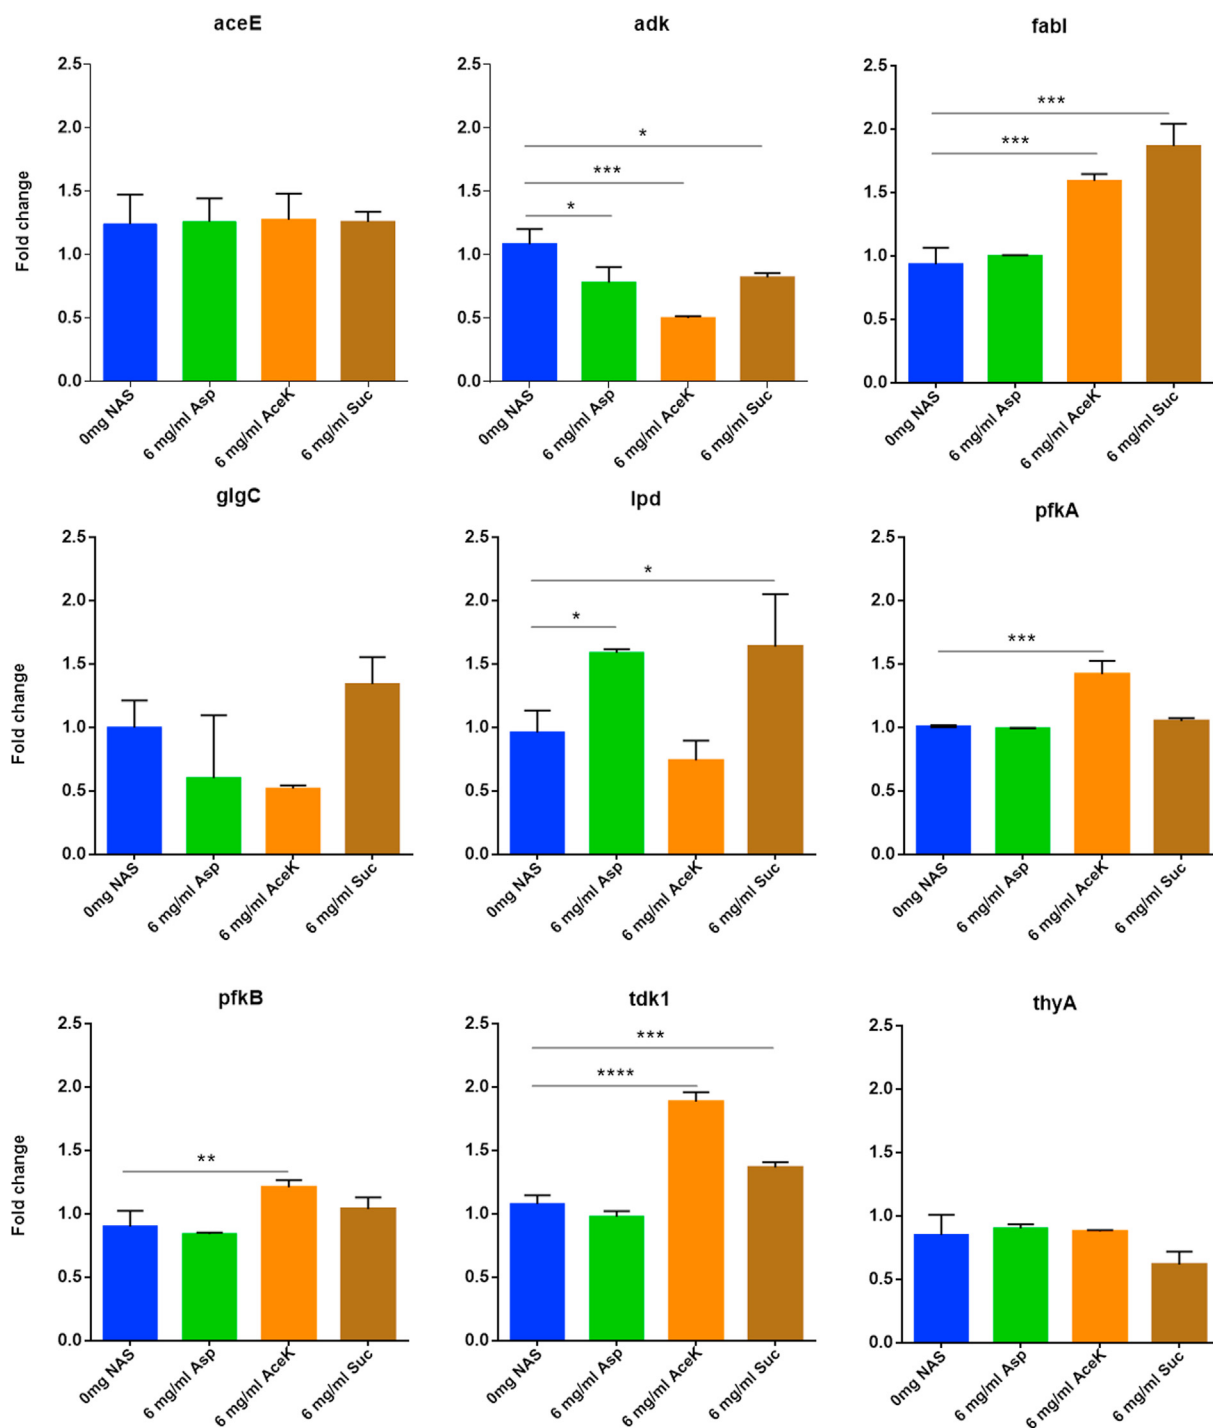 aceE
adk
fabI
Fold change
2.5
2.0
1.5
1.0
0.5
0.0
0mg NAS
6 mg/ml Asp
6 mg/ml AceK
6 mg/ml Suc
2.5
2.0
1.5
1.0
0.5
0.0
*
***
*
0mg NAS
6 mg/ml Asp
6 mg/ml AceK
6 mg/ml Suc
2.5
2.0
1.5
1.0
0.5
0.0
***
***
0mg NAS
6 mg/ml Asp
6 mg/ml AceK
6 mg/ml Suc
glgC
lpd
pfkA
Fold change
2.5
2.0
1.5
1.0
0.5
0.0
0mg NAS
6 mg/ml Asp
6 mg/ml AceK
6 mg/ml Suc
2.5
2.0
1.5
1.0
0.5
0.0
*
*
0mg NAS
6 mg/ml Asp
6 mg/ml AceK
6 mg/ml Suc
2.5
2.0
1.5
1.0
0.5
0.0
***
0mg NAS
6 mg/ml Asp
6 mg/ml AceK
6 mg/ml Suc
pfkB
tdk1
thyA
Fold change
2.5
2.0
1.5
1.0
0.5
0.0
**
0mg NAS
6 mg/ml Asp
6 mg/ml AceK
6 mg/ml Suc
2.5
2.0
1.5
1.0
0.5
0.0
***
****
0mg NAS
6 mg/ml Asp
6 mg/ml AceK
6 mg/ml Suc
2.5
2.0
1.5
1.0
0.5
0.0
0mg NAS
6 mg/ml Asp
6 mg/ml AceK
6 mg/ml Suc